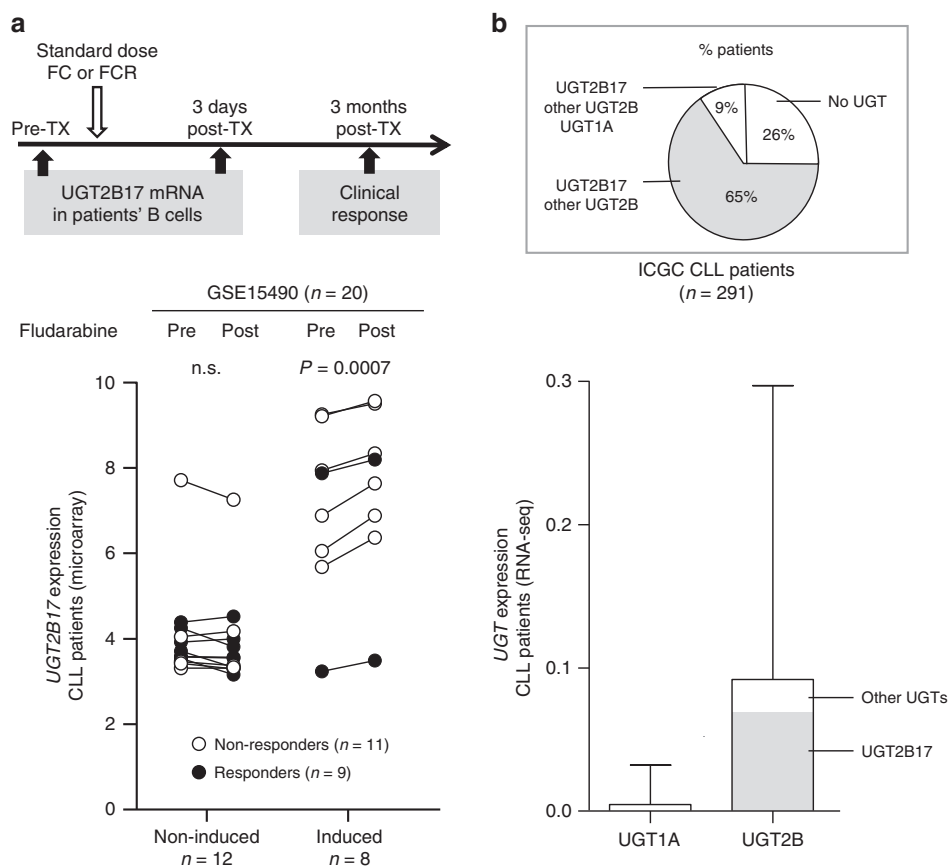 a
Standard dose
FC or FCR
Pre-TX
3 days
post-TX
3 months
post-TX
UGT2B17 mRNA
in patients' B cells
Clinical
response
GSE15490 (n = 20)
Fludarabine
Pre Post Pre Post
n.s. P = 0.0007
UGT2B17 expression
CLL patients (microarray)
10
8
6
4
2
0
Non-responders (n = 11)
Responders (n = 9)
Non-induced
n = 12
Induced
n = 8
b
% patients
UGT2B17
other UGT2B
UGT1A
9%
No UGT
26%
UGT2B17
other UGT2B
65%
ICGC CLL patients
(n = 291)
UGT expression
CLL patients (RNA-seq)
0.3
0.2
0.1
0.0
Other UGTs
UGT2B17
UGT1A UGT2B